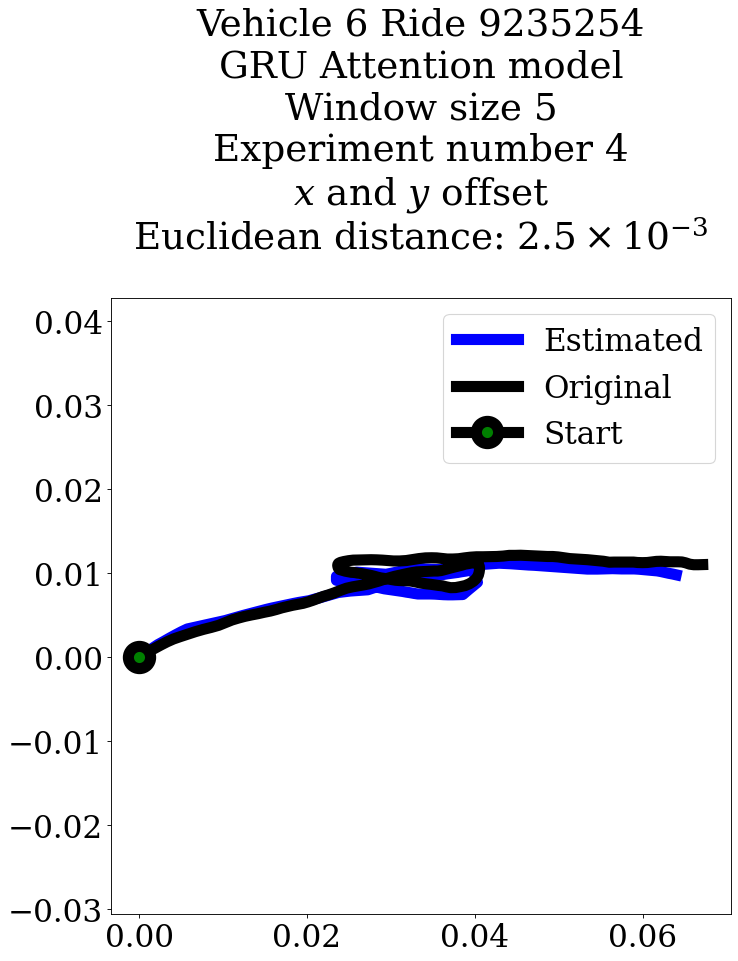 Vehicle 6 Ride 9235254
GRU Attention model
Window size 5
Experiment number 4
x and y offset
Euclidean distance: 2.5 × 10⁻³
0.04
Estimated
Original
0.03
Start
0.02
0.01
0.00
−0.01
−0.02
−0.03
0.00 0.02 0.04 0.06